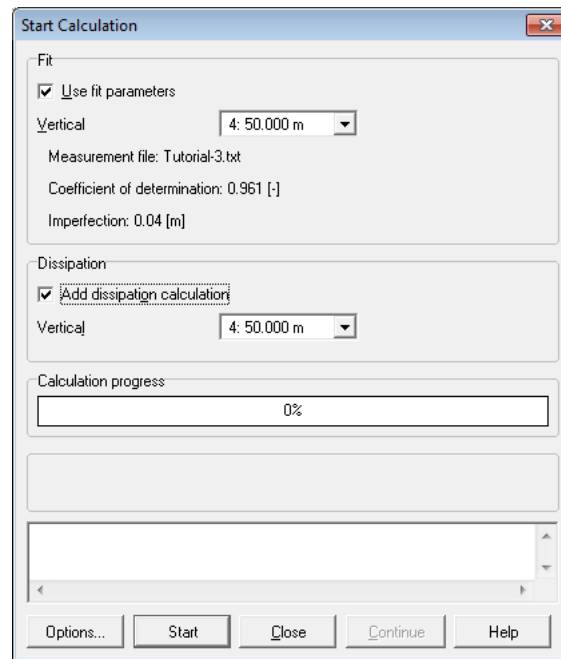 Start Calculation
Fit
Use fit parameters
Vertical 4: 50.000 m
Measurement file: Tutorial-3.txt
Coefficient of determination: 0.961 [-]
Imperfection: 0.04 [m]
Dissipation
Add dissipation calculation
Vertical 4: 50.000 m
Calculation progress
0%
Options... Start Close Continue Help